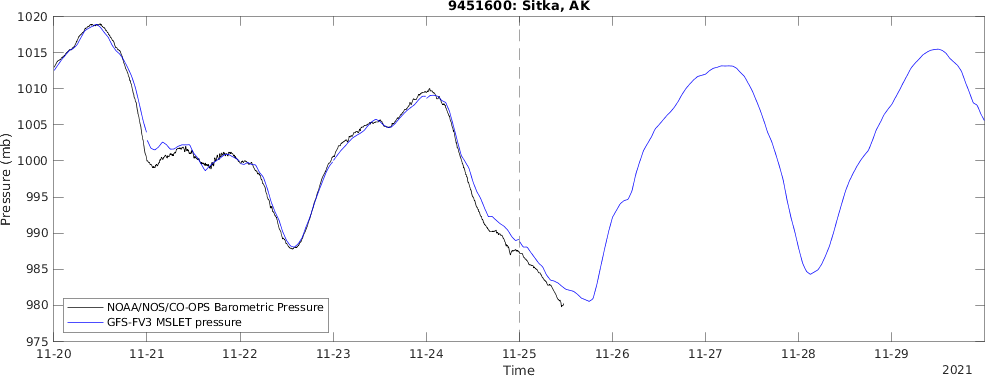 9451600: Sitka, AK
1020
1015
1010
1005
1000
995
990
985
980
975
Pressure (mb)
NOAA/NOS/CO-OPS Barometric Pressure
GFS-FV3 MSLET pressure
11-20 11-21 11-22 11-23 11-24 11-25 11-26 11-27 11-28 11-29
Time
2021